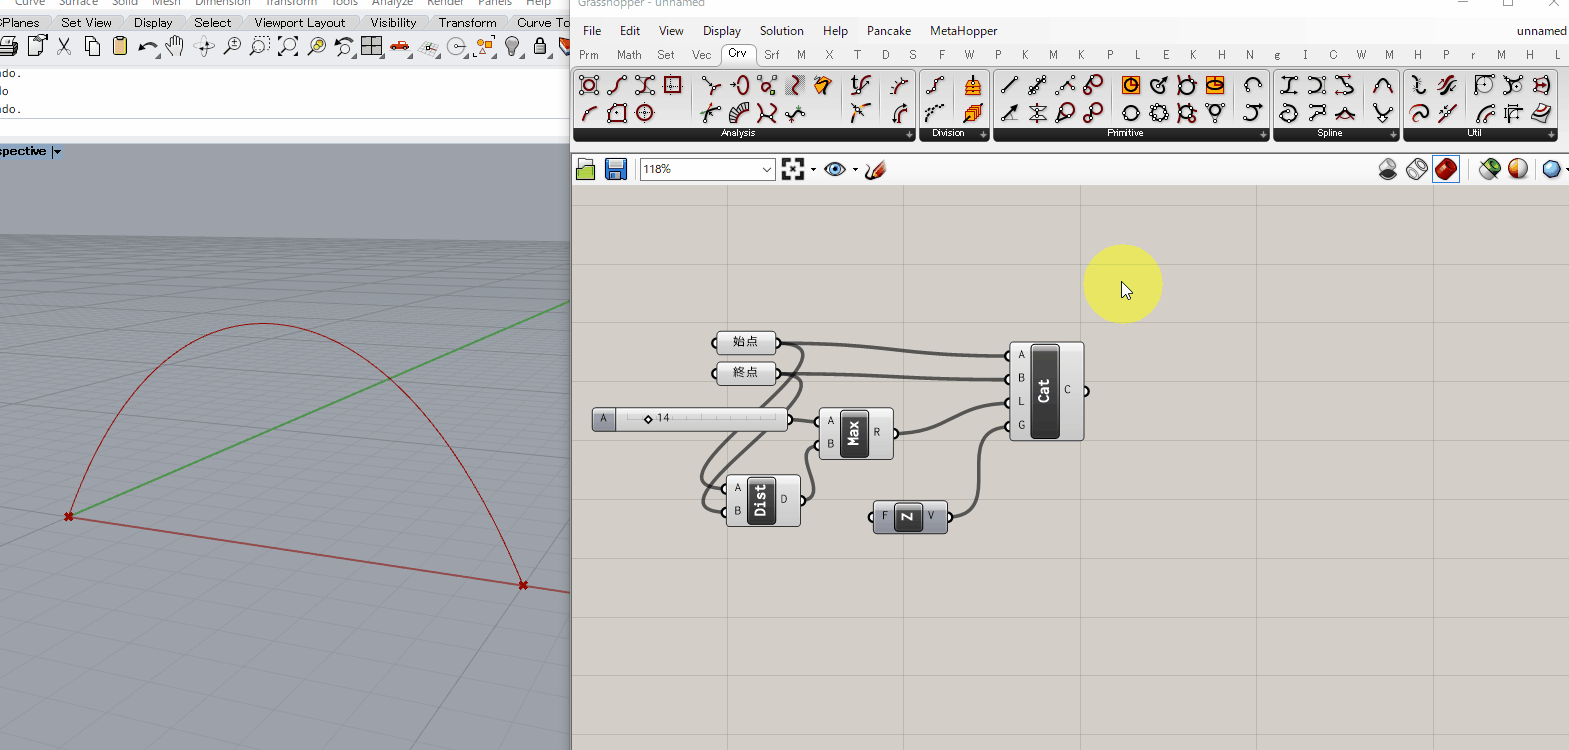 Curve Surface Solid Mesh Dimension Transform Tools Analyze Render Panels Help
CPlanes Set View Display Select Viewport Layout Visibility Transform Curve To
ndo.
do
ndo.
spective
Grasshopper - unnamed
File Edit View Display Solution Help Pancake MetaHopper
unnamed
Prm Math Set Vec Crv Srf M X T D S F W P K M K P L E K H N g I C G H P r M H L
Analysis Division Primitive Spline Util
118%
始点
終点
A 14
A B Max R
A B Dist D
F Z V
A B L G Cat C